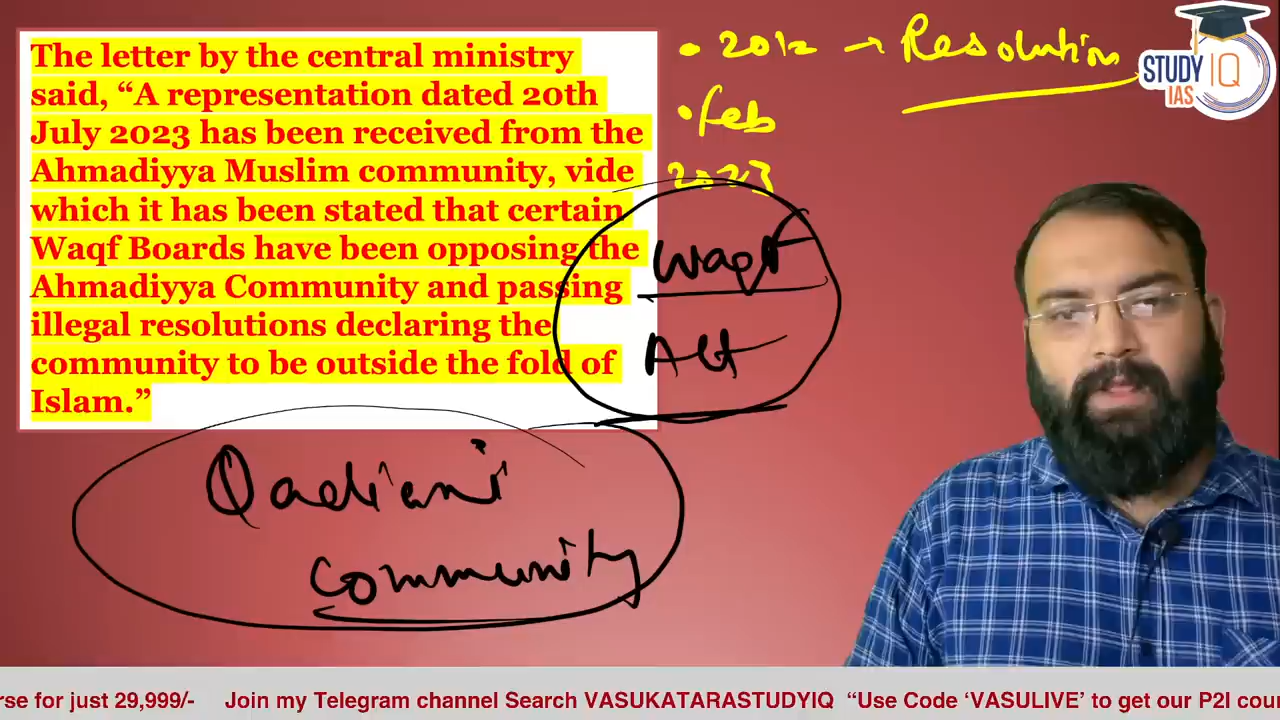 The letter by the central ministry
said, “A representation dated 20th
July 2023 has been received from the
Ahmadiyya Muslim community, vide
which it has been stated that certain
Waqf Boards have been opposing the
Ahmadiyya Community and passing
illegal resolutions declaring the
community to be outside the fold of
Islam.”
• 2012 → Resolution
• Feb
2023
Waqf
Act
Qadiani
Community
STUDY IQ
IAS
rse for just 29,999/- Join my Telegram channel Search VASUKATARASTUDYIQ “Use Code ‘VASULIVE’ to get our P2I cou